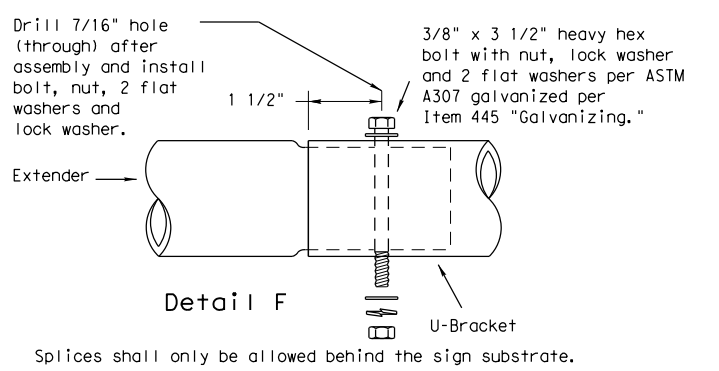 Drill 7/16" hole
(through) after
assembly and install
bolt, nut, 2 flat
washers and
lock washer.
3/8" x 3 1/2" heavy hex
bolt with nut, lock washer
and 2 flat washers per ASTM
A307 galvanized per
Item 445 "Galvanizing."
1 1/2"
Extender
Detail F
U-Bracket
Splices shall only be allowed behind the sign substrate.